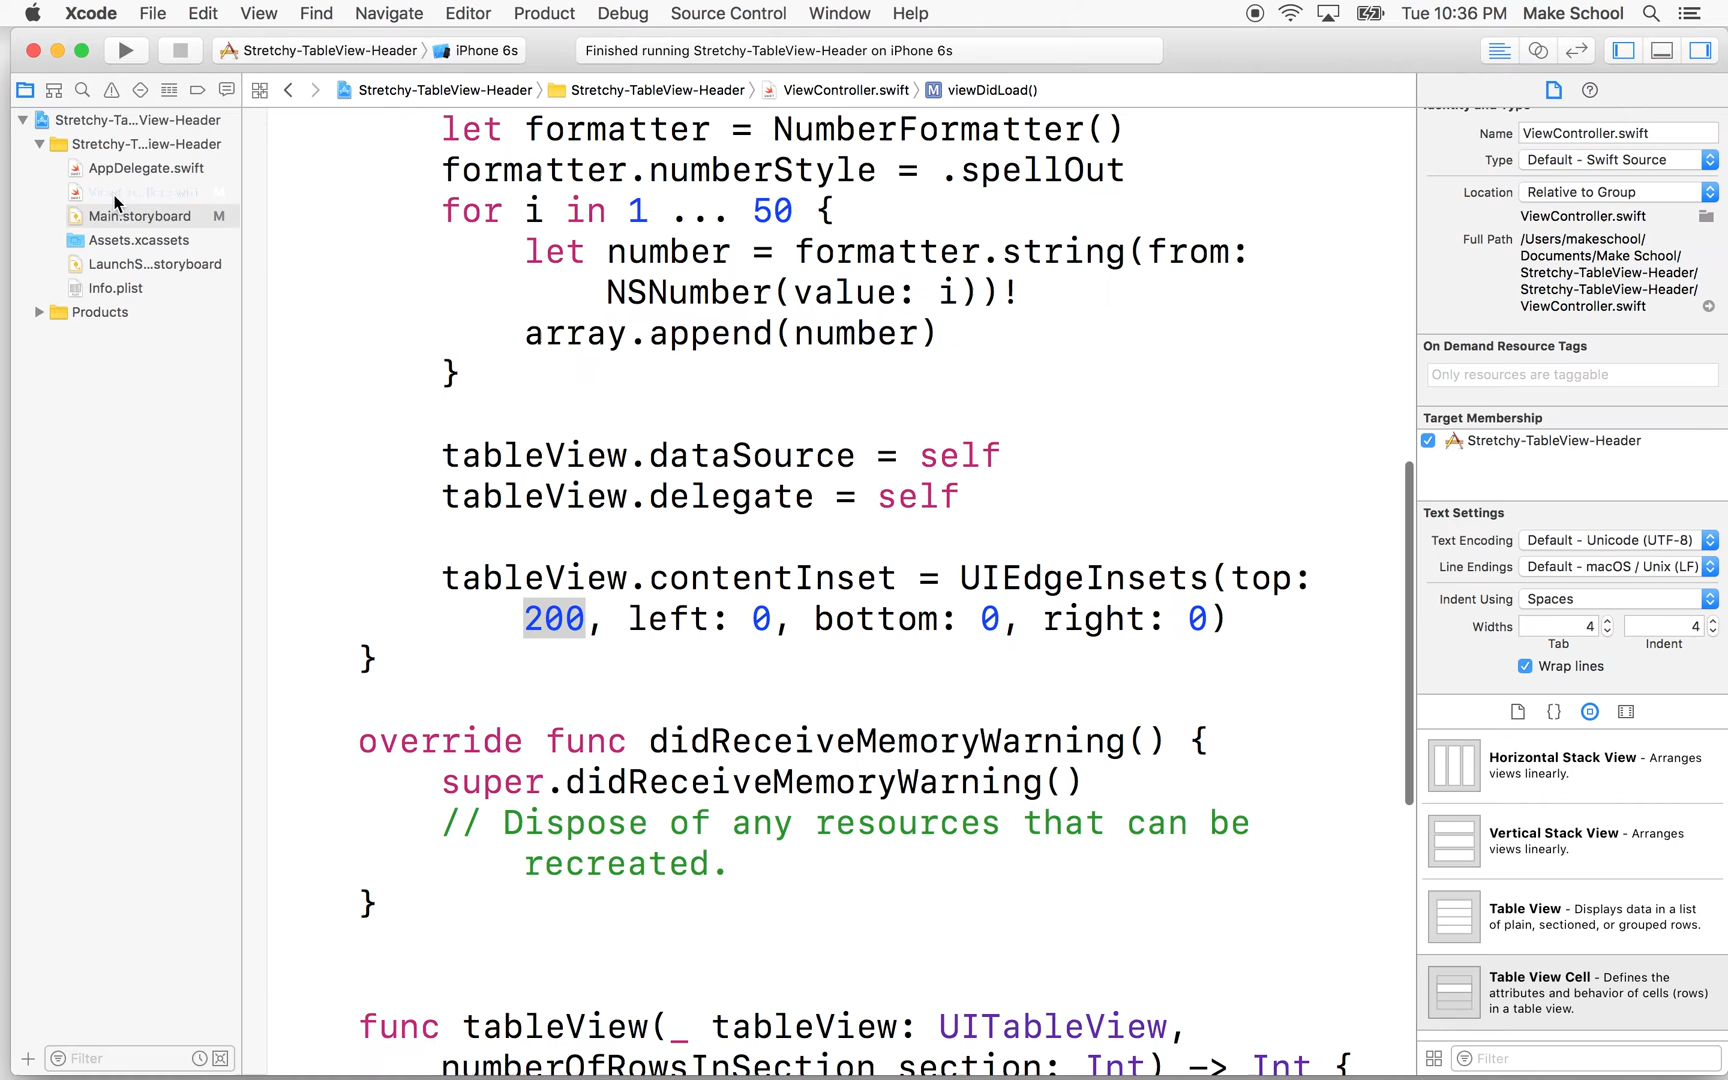 Xcode File Edit View Find Navigate Editor Product Debug Source Control Window Help Tue 10:36 PM Make School
Stretchy-TableView-Header iPhone 6s Finished running Stretchy-TableView-Header on iPhone 6s
Stretchy-TableView-Header Stretchy-TableView-Header ViewController.swift M viewDidLoad()
Stretchy-Ta...View-Header
Stretchy-T...iew-Header
AppDelegate.swift
M
Main.storyboard M
Assets.xcassets
LaunchS...storyboard
Info.plist
Products
Filter
let formatter = NumberFormatter()
formatter.numberStyle = .spellOut
for i in 1 ... 50 {
let number = formatter.string(from:
NSNumber(value: i))!
array.append(number)
}
tableView.dataSource = self
tableView.delegate = self
tableView.contentInset = UIEdgeInsets(top:
200, left: 0, bottom: 0, right: 0)
}
override func didReceiveMemoryWarning() {
super.didReceiveMemoryWarning()
// Dispose of any resources that can be
recreated.
}
func tableView(_ tableView: UITableView,
numberOfRowsInSection section: Int) -> Int {
Identity and Type
Name ViewController.swift
Type Default - Swift Source
Location Relative to Group
ViewController.swift
Full Path /Users/makeschool/
Documents/Make School/
Stretchy-TableView-Header/
Stretchy-TableView-Header/
ViewController.swift
On Demand Resource Tags
Only resources are taggable
Target Membership
Stretchy-TableView-Header
Text Settings
Text Encoding Default - Unicode (UTF-8)
Line Endings Default - macOS / Unix (LF)
Indent Using Spaces
Widths 4 4
Tab Indent
Wrap lines
{}
Horizontal Stack View - Arranges
views linearly.
Vertical Stack View - Arranges
views linearly.
Table View - Displays data in a list
of plain, sectioned, or grouped rows.
Table View Cell - Defines the
attributes and behavior of cells (rows)
in a table view.
Filter